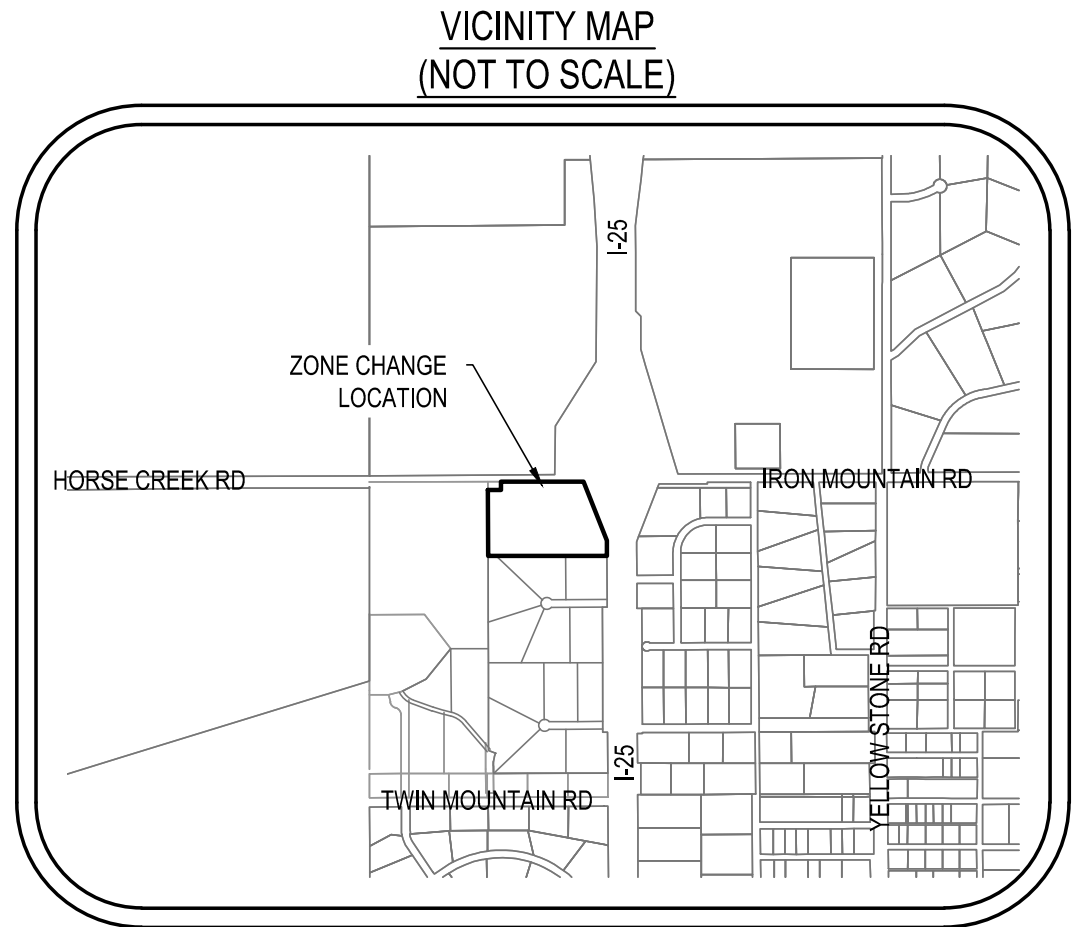 VICINITY MAP
(NOT TO SCALE)
I-25
ZONE CHANGE
LOCATION
HORSE CREEK RD
IRON MOUNTAIN RD
YELLOW STONE RD
I-25
TWIN MOUNTAIN RD